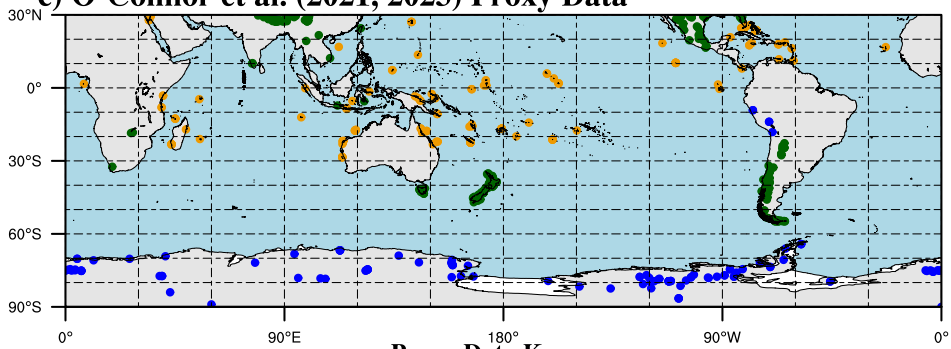 c) O'Connor et al. (2021, 2023) Proxy Data
30°N
0°
30°S
60°S
90°S
0° 90°E 180° 90°W 0°